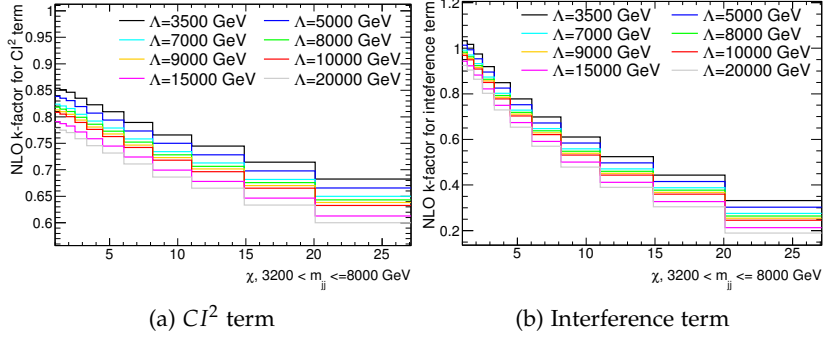 NLO k-factor for CI²  term
1
0.95
0.9
0.85
0.8
0.75
0.7
0.65
0.6
Λ=3500 GeV Λ=5000 GeV
Λ=7000 GeV Λ=8000 GeV
Λ=9000 GeV Λ=10000 GeV
Λ=15000 GeV Λ=20000 GeV
5 10 15 20 25
χ, 3200 < m_jj <=8000 GeV
(a) CI² term
NLO k-factor for inteference term
1.2
1
0.8
0.6
0.4
0.2
Λ=3500 GeV Λ=5000 GeV
Λ=7000 GeV Λ=8000 GeV
Λ=9000 GeV Λ=10000 GeV
Λ=15000 GeV Λ=20000 GeV
5 10 15 20 25
χ, 3200 < m_jj <= 8000 GeV
(b) Interference term